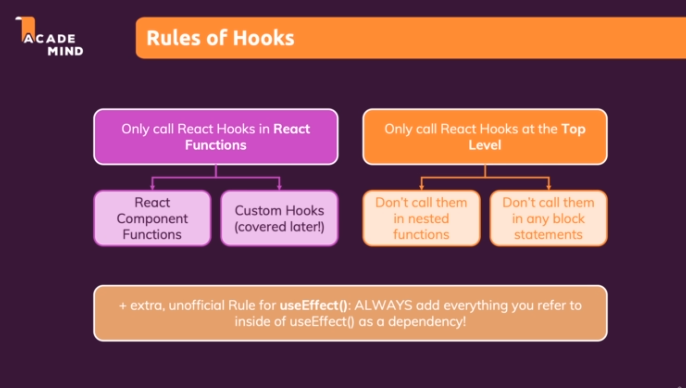 ACADE
MIND
Rules of Hooks
Only call React Hooks in React
Functions
Only call React Hooks at the Top
Level
React
Component
Functions
Custom Hooks
(covered later!)
Don't call them
in nested
functions
Don't call them
in any block
statements
+ extra, unofficial Rule for useEffect(): ALWAYS add everything you refer to
inside of useEffect() as a dependency!